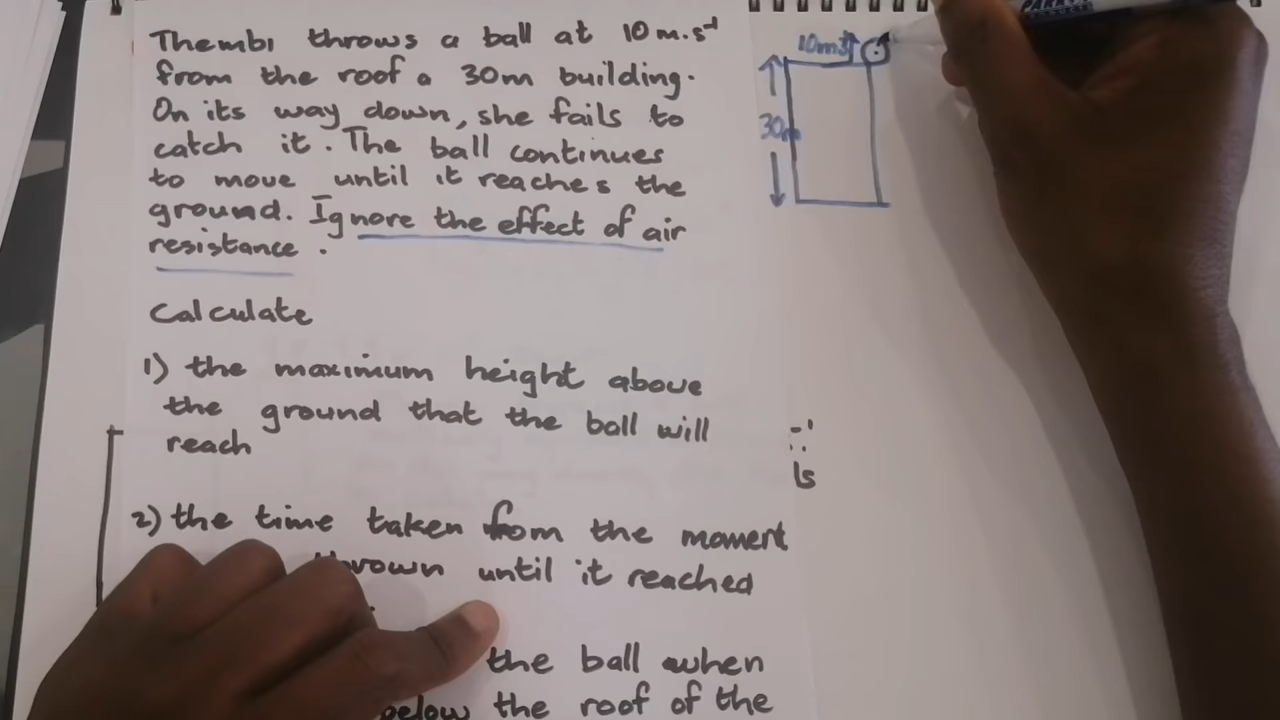 Thembi throws a ball at 10 m.s⁻¹
from the roof a 30m building.
On its way down, she fails to
catch it. The ball continues
to move until it reaches the
ground. Ignore the effect of air
resistance.
Calculate
1) the maximum height above
the ground that the ball will
reach
2) the time taken from the moment
until it reached
the ball when
below the roof of the
30m